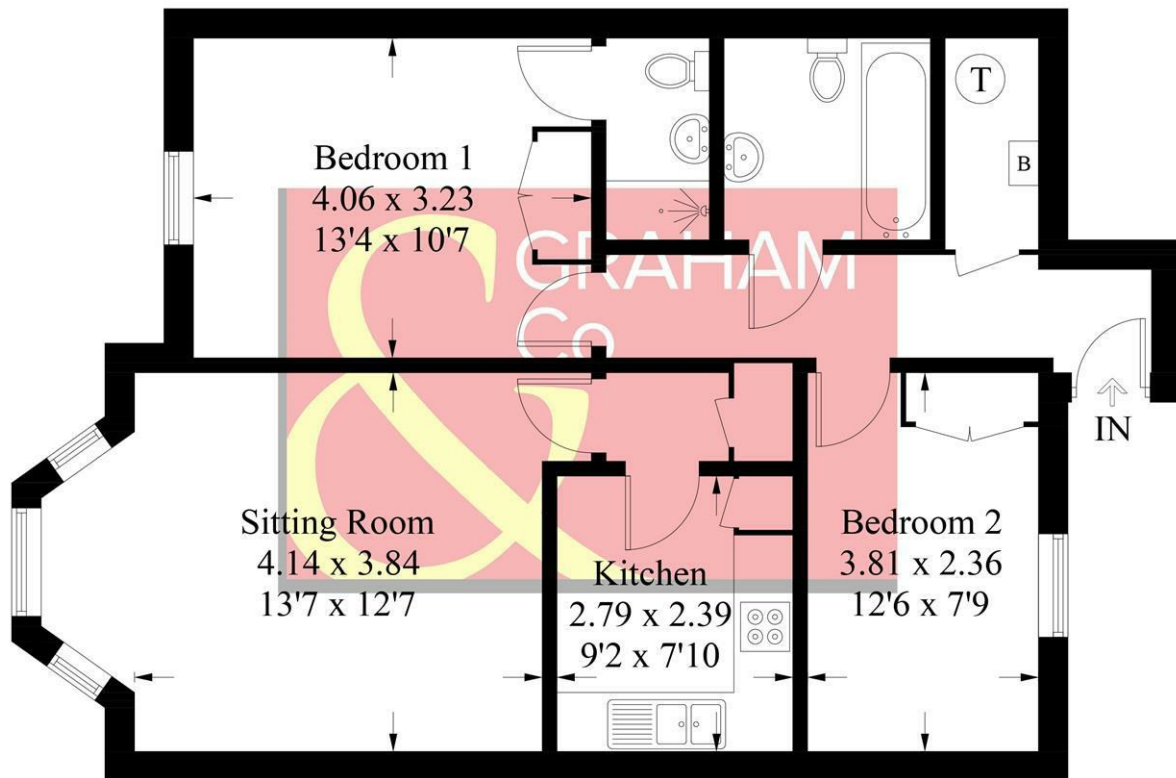 T
B
Bedroom 1
4.06 x 3.23
13'4 x 10'7
& GRAHAM
Co
IN
Sitting Room
4.14 x 3.84
13'7 x 12'7
Kitchen
2.79 x 2.39
9'2 x 7'10
Bedroom 2
3.81 x 2.36
12'6 x 7'9